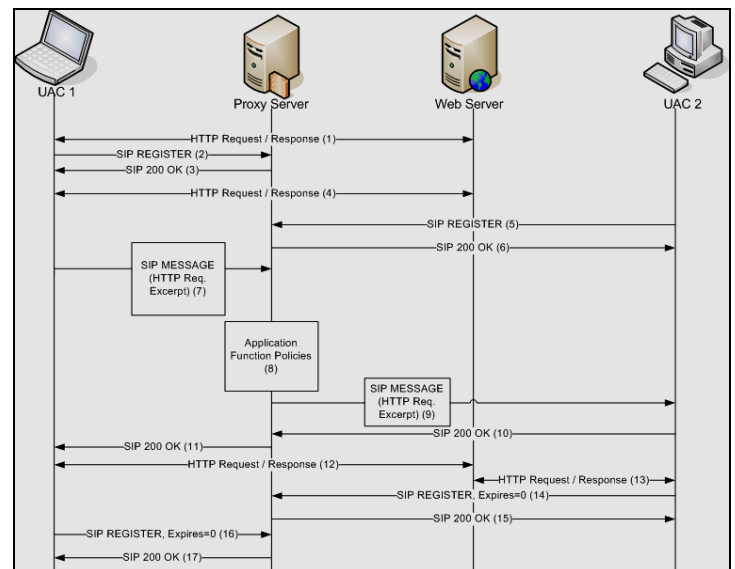 UAC 1
Proxy Server
Web Server
UAC 2
HTTP Request / Response (1)
SIP REGISTER (2)
SIP 200 OK (3)
HTTP Request / Response (4)
SIP REGISTER (5)
SIP 200 OK (6)
SIP MESSAGE
(HTTP Req.
Excerpt) (7)
Application
Function Policies
(8)
SIP MESSAGE
(HTTP Req.
Excerpt) (9)
SIP 200 OK (10)
SIP 200 OK (11)
HTTP Request / Response (12)
HTTP Request / Response (13)
SIP REGISTER, Expires=0 (14)
SIP 200 OK (15)
SIP REGISTER, Expires=0 (16)
SIP 200 OK (17)